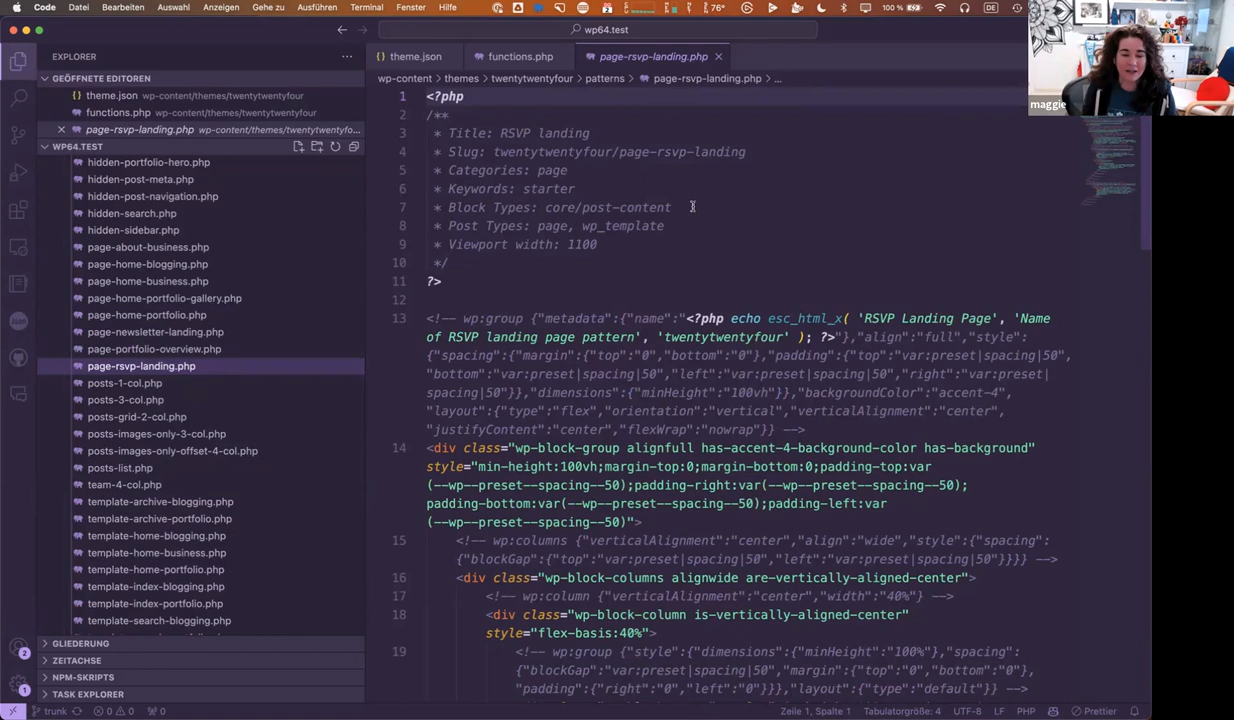 Code Ablage Bearbeiten Auswahl Anzeigen Gehe zu Ausführen Terminal Fenster Hilfe 76° 100 % DE
wp64.test
EXPLORER
theme.json functions.php page-rsvp-landing.php
GEÖFFNETE EDITOREN
wp-content > themes > twentytwentyfour > patterns > page-rsvp-landing.php > ...
theme.json wp-content/themes/twentytwentyfour
functions.php wp-content/themes/twentytwentyfour
page-rsvp-landing.php wp-content/themes/twentytwentyfo...
WP64.TEST
hidden-portfolio-hero.php
hidden-post-meta.php
hidden-post-navigation.php
hidden-search.php
hidden-sidebar.php
page-about-business.php
page-home-blogging.php
page-home-business.php
page-home-portfolio-gallery.php
page-home-portfolio.php
page-newsletter-landing.php
page-portfolio-overview.php
page-rsvp-landing.php
posts-1-col.php
posts-3-col.php
posts-grid-2-col.php
posts-images-only-3-col.php
posts-images-only-offset-4-col.php
posts-list.php
team-4-col.php
template-archive-blogging.php
template-archive-portfolio.php
template-home-blogging.php
template-home-business.php
template-home-portfolio.php
template-index-blogging.php
template-index-portfolio.php
template-search-blogging.php
GLIEDERUNG
ZEITACHSE
NPM-SKRIPTS
TASK EXPLORER
1 <?php
2 /**
3 * Title: RSVP landing
4 * Slug: twentytwentyfour/page-rsvp-landing
5 * Categories: page
6 * Keywords: starter
7 * Block Types: core/post-content
8 * Post Types: page, wp_template
9 * Viewport width: 1100
10 */
11 ?>
12
13 <!-- wp:group {"metadata":{"name":"<?php echo esc_html_x( 'RSVP Landing Page', 'Name
of RSVP landing page pattern', 'twentytwentyfour' ); ?>"},"align":"full","style":
{"spacing":{"margin":{"top":"0","bottom":"0"},"padding":{"top":"var:preset|spacing|50",
"bottom":"var:preset|spacing|50","left":"var:preset|spacing|50","right":"var:preset|
spacing|50"}},"dimensions":{"minHeight":"100vh"}},"backgroundColor":"accent-4",
"layout":{"type":"flex","orientation":"vertical","verticalAlignment":"center",
"justifyContent":"center","flexWrap":"nowrap"}} -->
14 <div class="wp-block-group alignfull has-accent-4-background-color has-background"
style="min-height:100vh;margin-top:0;margin-bottom:0;padding-top:var
(--wp--preset--spacing--50);padding-right:var(--wp--preset--spacing--50);
padding-bottom:var(--wp--preset--spacing--50);padding-left:var
(--wp--preset--spacing--50)">
15 <!-- wp:columns {"verticalAlignment":"center","align":"wide","style":{"spacing":
{"blockGap":{"top":"var:preset|spacing|50","left":"var:preset|spacing|50"}}}} -->
16 <div class="wp-block-columns alignwide are-vertically-aligned-center">
17 <!-- wp:column {"verticalAlignment":"center","width":"40%"} -->
18 <div class="wp-block-column is-vertically-aligned-center"
style="flex-basis:40%">
19 <!-- wp:group {"style":{"dimensions":{"minHeight":"100%"},"spacing":
{"blockGap":"var:preset|spacing|50","margin":{"top":"0","bottom":"0"},
"padding":{"right":"0","left":"0"}}},"layout":{"type":"default"}} -->
maggie
2
1
trunk 0 0 0 Zeile 1, Spalte 1 Tabulatorgröße: 4 UTF-8 LF PHP Prettier